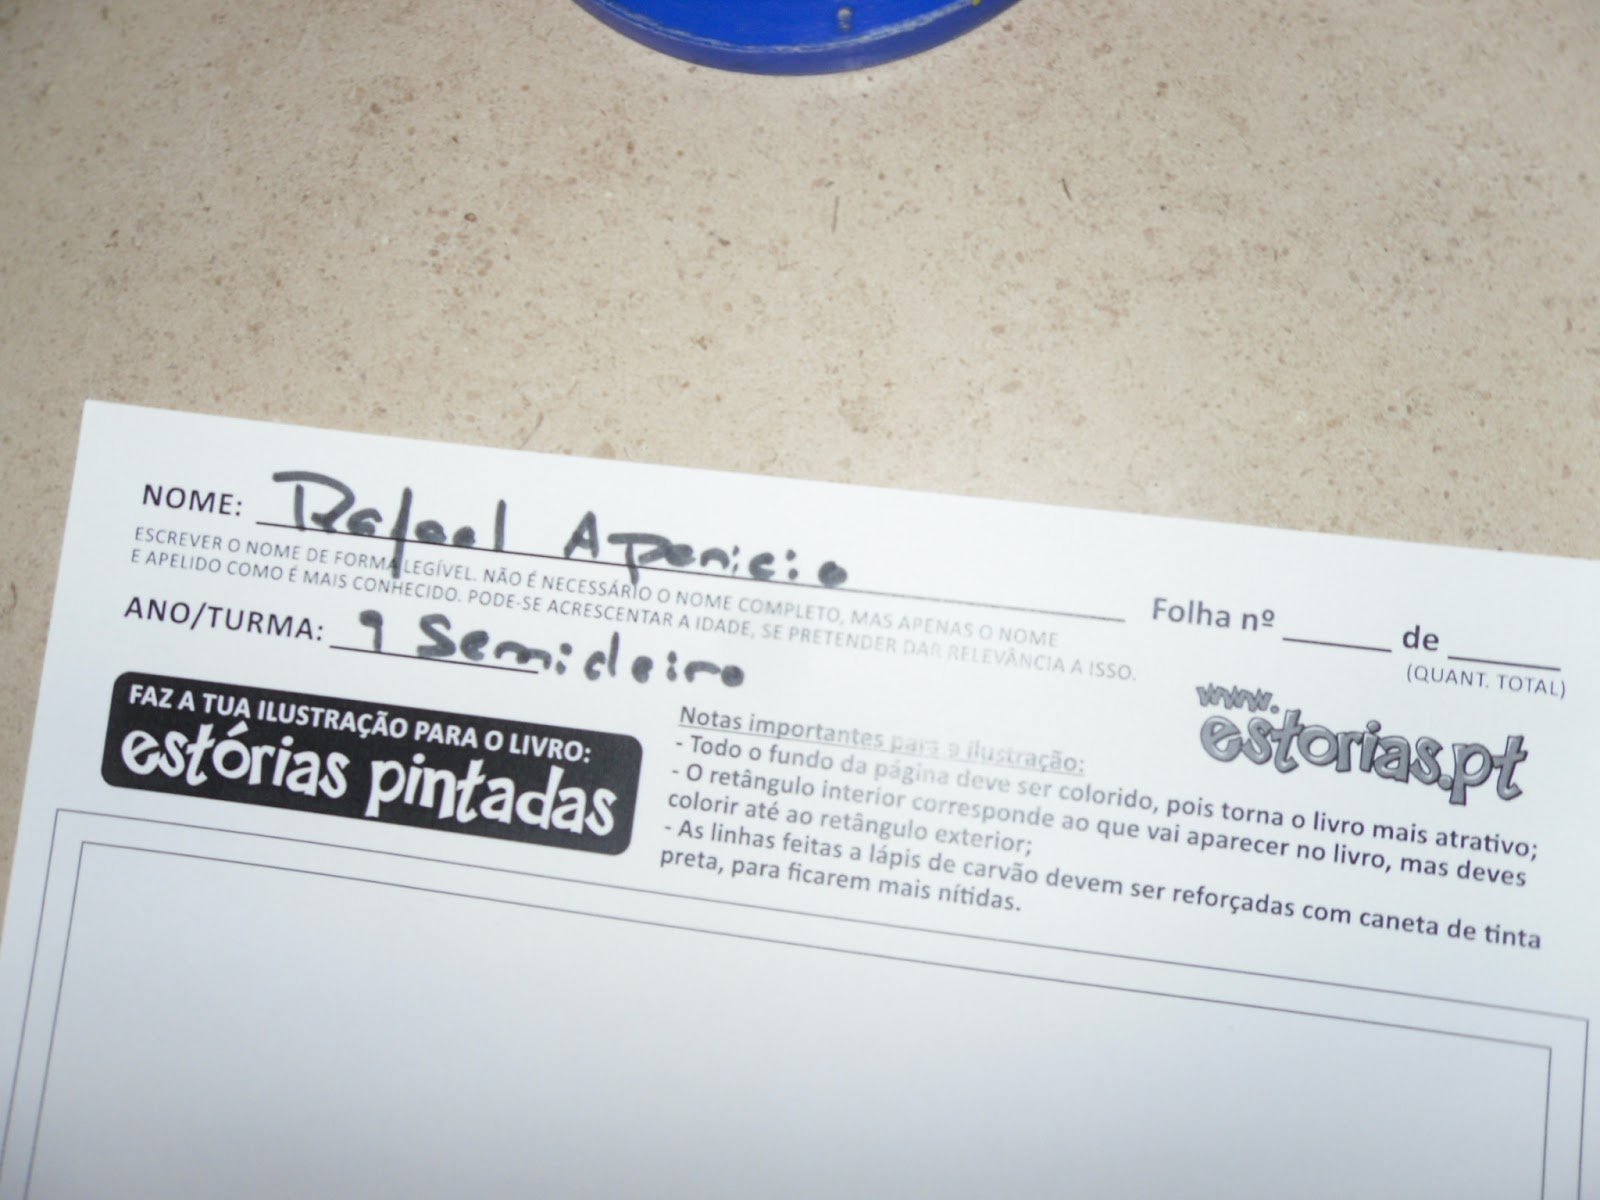 NOME: Rafael Aparicio
ESCREVER O NOME DE FORMA LEGÍVEL. NÃO É NECESSÁRIO O NOME COMPLETO, MAS APENAS O NOME
E APELIDO COMO É MAIS CONHECIDO. PODE-SE ACRESCENTAR A IDADE, SE PRETENDER DAR RELEVÂNCIA A ISSO.
Folha nº ______ de ______
(QUANT. TOTAL)
ANO/TURMA: 9 Semideiro
FAZ A TUA ILUSTRAÇÃO PARA O LIVRO:
estórias pintadas
Notas importantes para a ilustração:
- Todo o fundo da página deve ser colorido, pois torna o livro mais atrativo;
- O retângulo interior corresponde ao que vai aparecer no livro, mas deves
colorir até ao retângulo exterior;
- As linhas feitas a lápis de carvão devem ser reforçadas com caneta de tinta
preta, para ficarem mais nítidas.
www.
estorias.pt